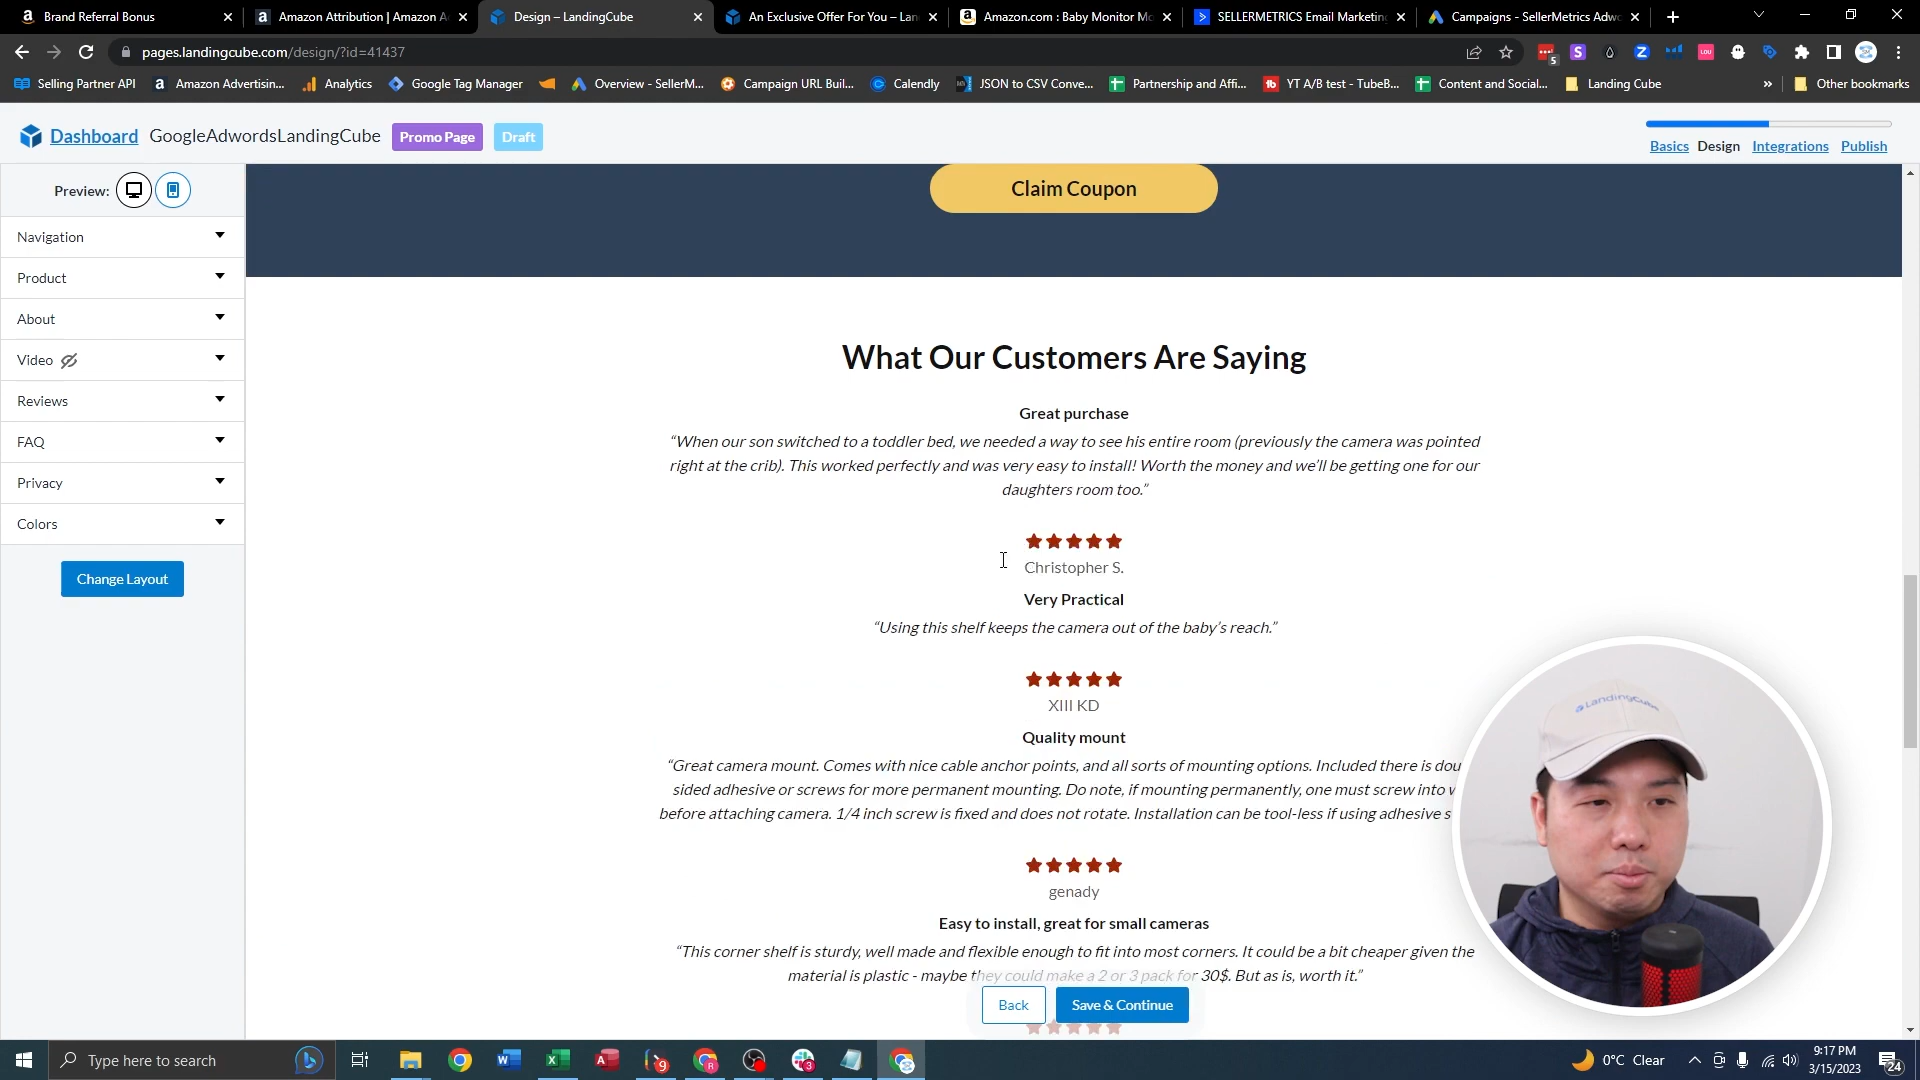 Brand Referral Bonus
Amazon Attribution | Amazon A
Design – LandingCube
An Exclusive Offer For You – Lan
Amazon.com : Baby Monitor Mo
SELLERMETRICS Email Marketing
Campaigns - SellerMetrics Adwo
pages.landingcube.com/design/?id=41437
Selling Partner API
Amazon Advertisin...
Analytics
Google Tag Manager
Overview - SellerM...
Campaign URL Buil...
Calendly
JSON to CSV Conve...
Partnership and Affi...
YT A/B test - TubeB...
Content and Social...
Landing Cube
Other bookmarks
Dashboard GoogleAdwordsLandingCube Promo Page Draft
Basics Design Integrations Publish
Preview:
Navigation
Product
About
Video
Reviews
FAQ
Privacy
Colors
Change Layout
Claim Coupon
What Our Customers Are Saying
Great purchase
“When our son switched to a toddler bed, we needed a way to see his entire room (previously the camera was pointed
right at the crib). This worked perfectly and was very easy to install! Worth the money and we’ll be getting one for our
daughters room too.”
Christopher S.
Very Practical
“Using this shelf keeps the camera out of the baby’s reach.”
XIII KD
Quality mount
“Great camera mount. Comes with nice cable anchor points, and all sorts of mounting options. Included there is dou
sided adhesive or screws for more permanent mounting. Do note, if mounting permanently, one must screw into w
before attaching camera. 1/4 inch screw is fixed and does not rotate. Installation can be tool-less if using adhesive s
genady
Easy to install, great for small cameras
“This corner shelf is sturdy, well made and flexible enough to fit into most corners. It could be a bit cheaper given the
material is plastic - maybe they could make a 2 or 3 pack for 30$. But as is, worth it.”
Back
Save & Continue
LandingCube
Type here to search
0°C Clear
9:17 PM
3/15/2023
24